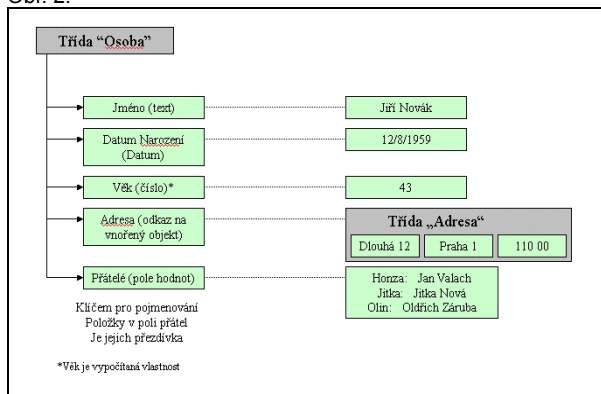 Obr. 2.
Třída “Osoba”
Jméno (text)
Jiří Novák
Datum Narození
(Datum)
12/8/1959
Věk (číslo)*
43
Adresa (odkaz na
vnořený objekt)
Třída „Adresa“
Dlouhá 12
Praha 1
110 00
Přátelé (pole hodnot)
Honza: Jan Valach
Jitka: Jitka Nová
Olin: Oldřich Záruba
Klíčem pro pojmenování
Položky v poli přátel
Je jejich přezdívka
*Věk je vypočítaná vlastnost